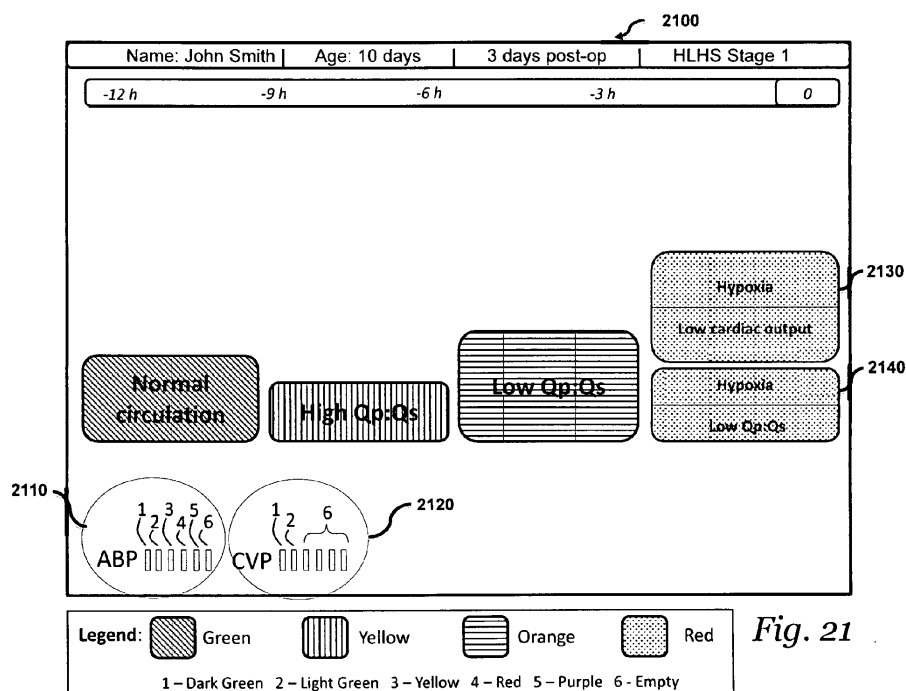 2100
Name: John Smith | Age: 10 days | 3 days post-op | HLHS Stage 1
-12 h -9 h -6 h -3 h 0
2130
Hypoxia
Low cardiac output
2140
Normal circulation
High Qp:Qs
Low Qp:Qs
Hypoxia
Low Qp:Qs
2110
1 2 3 4 5 6
ABP
1 2 6
CVP
2120
Legend: Green Yellow Orange Red
1 – Dark Green 2 – Light Green 3 – Yellow 4 – Red 5 – Purple 6 - Empty
Fig. 21